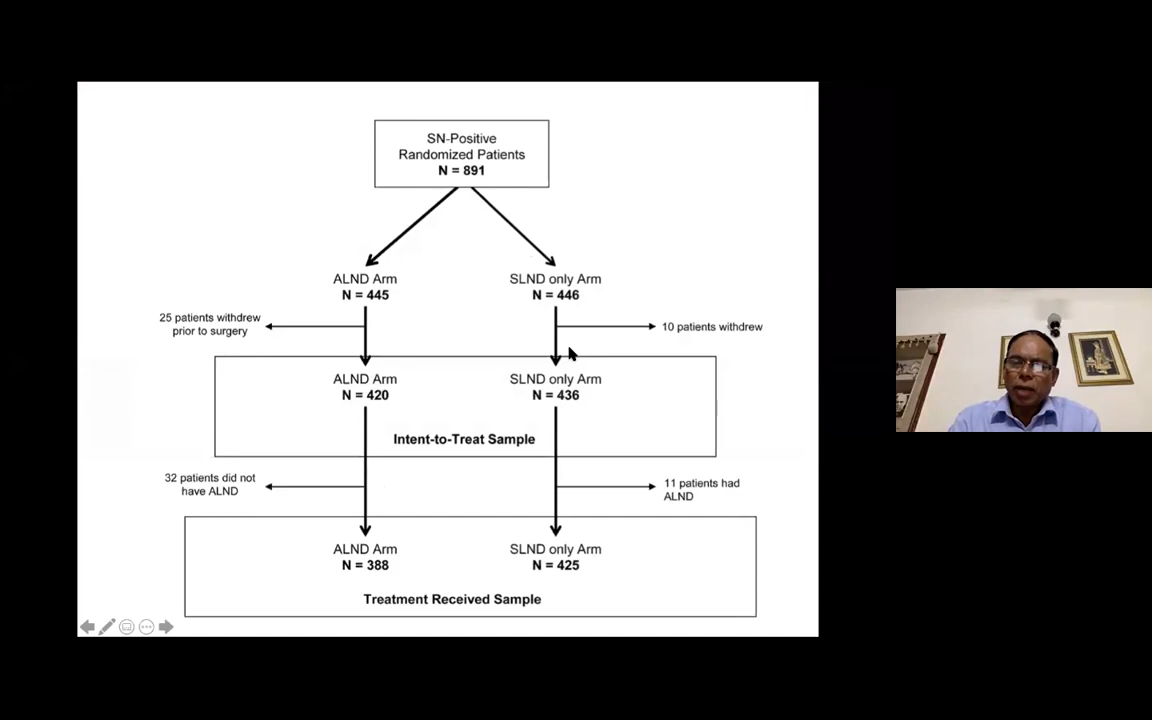 SN-Positive
Randomized Patients
N = 891
ALND Arm
N = 445
SLND only Arm
N = 446
25 patients withdrew
prior to surgery
10 patients withdrew
ALND Arm
N = 420
SLND only Arm
N = 436
Intent-to-Treat Sample
32 patients did not
have ALND
11 patients had
ALND
ALND Arm
N = 388
SLND only Arm
N = 425
Treatment Received Sample